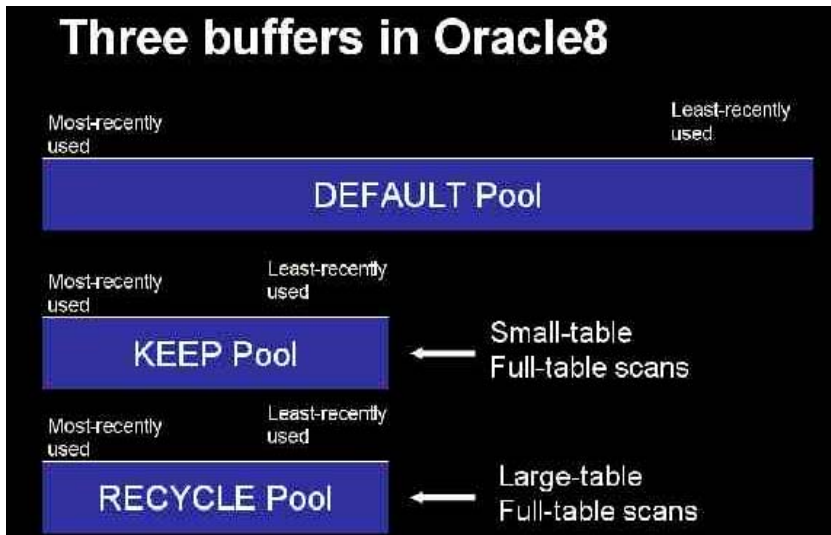 Three buffers in Oracle8
Most-recently
used
Least-recently
used
DEFAULT Pool
Most-recently
used
Least-recently
used
KEEP Pool
Small-table
Full-table scans
Most-recently
used
Least-recently
used
RECYCLE Pool
Large-table
Full-table scans